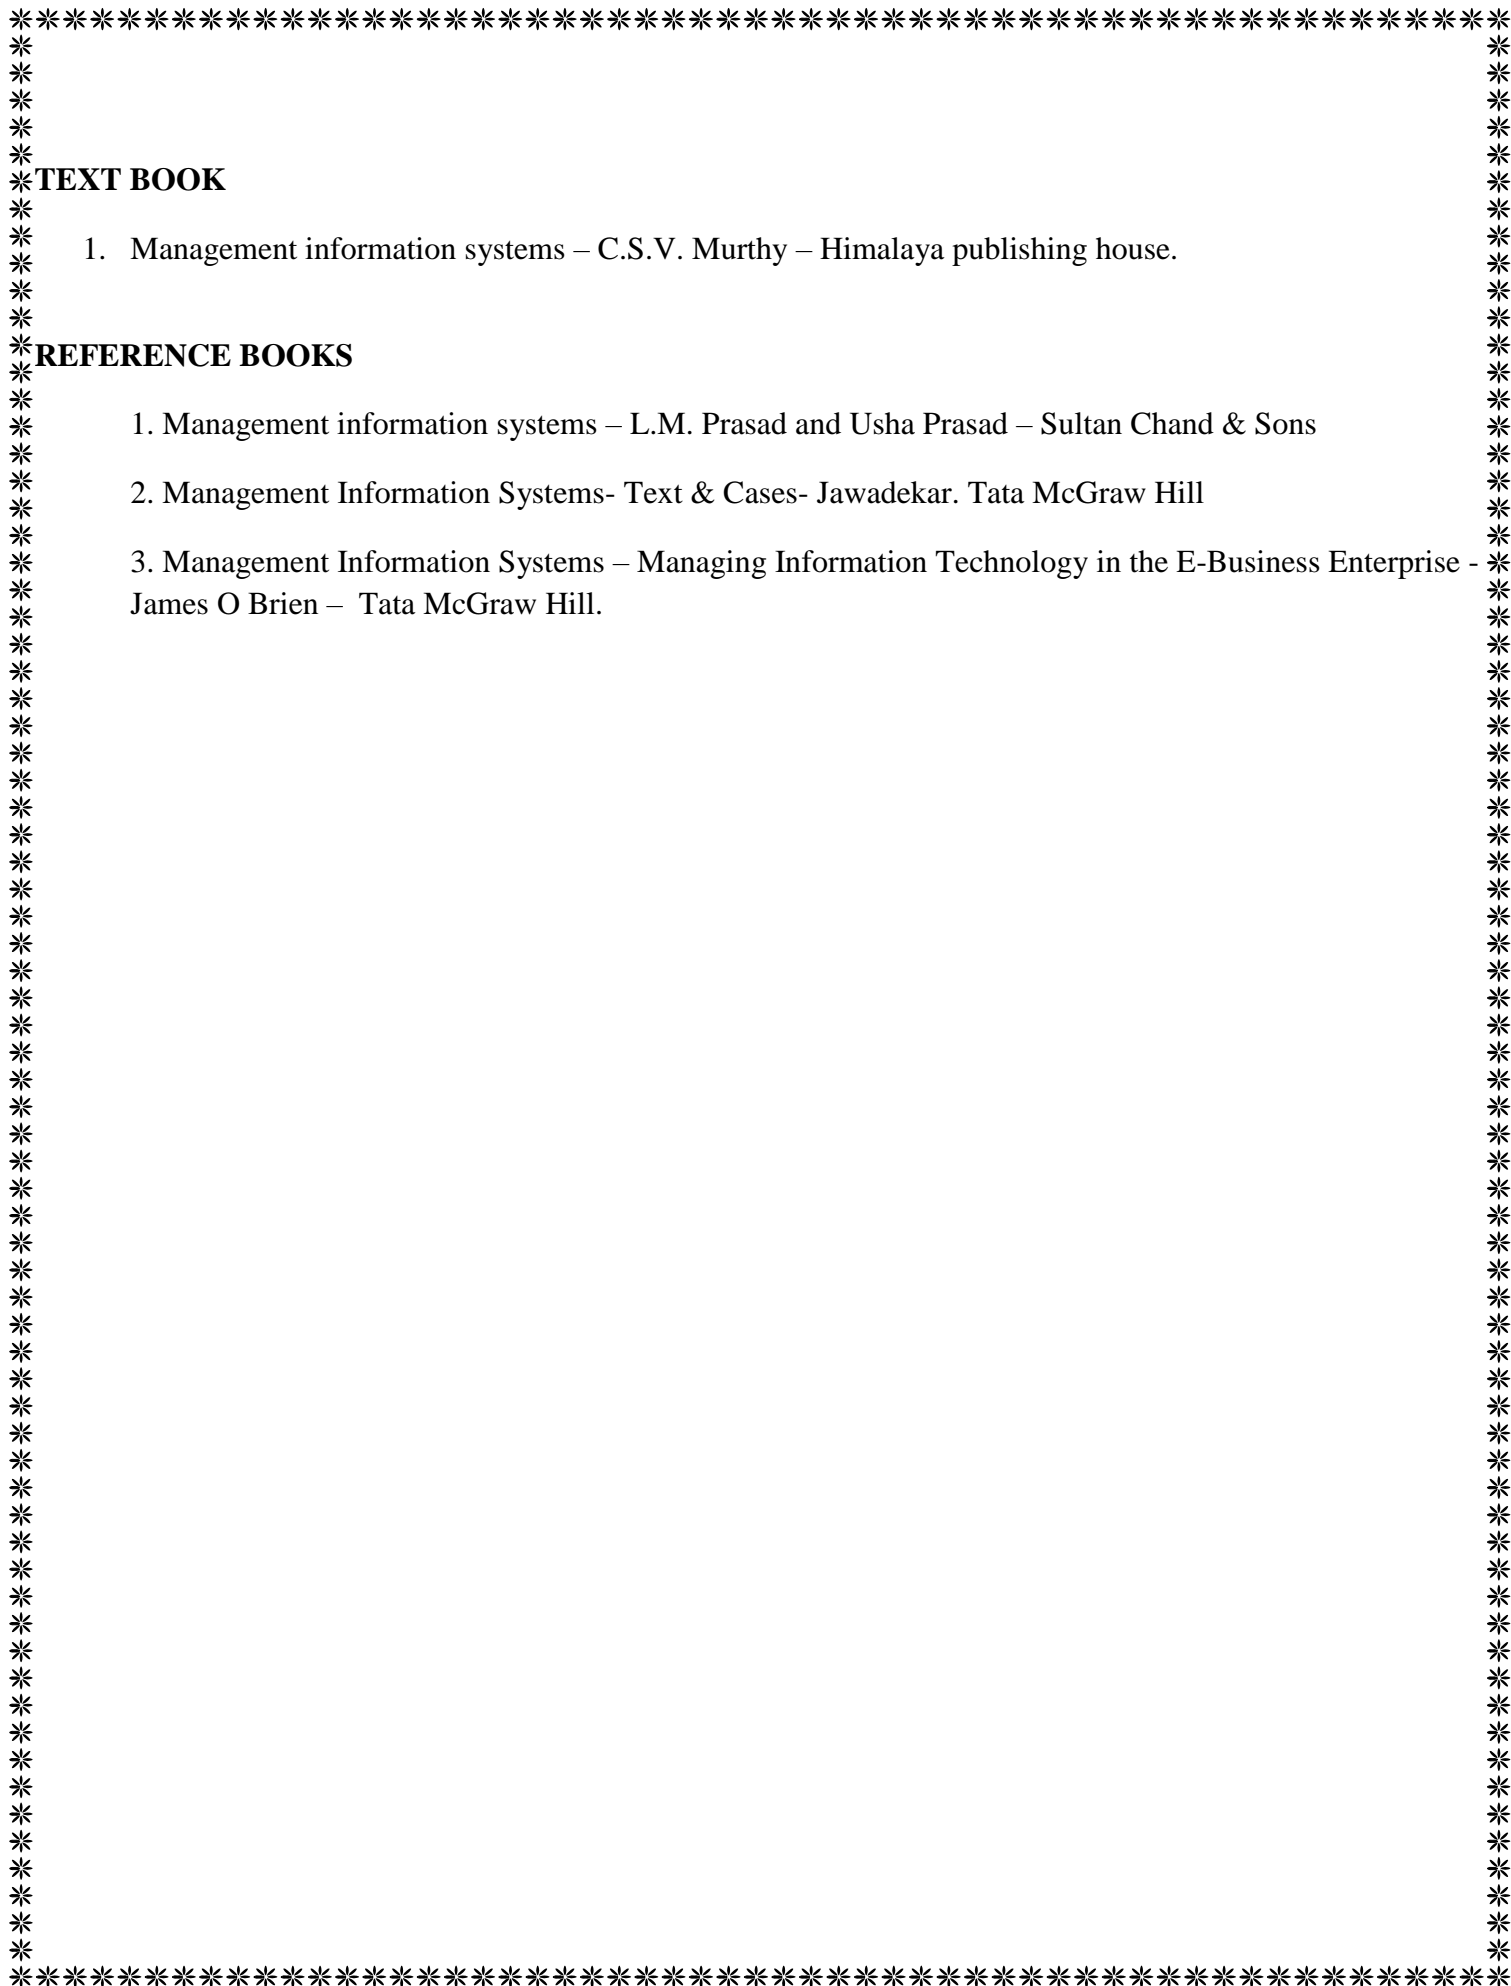 TEXT BOOK
1. Management information systems – C.S.V. Murthy – Himalaya publishing house.
REFERENCE BOOKS
1. Management information systems – L.M. Prasad and Usha Prasad – Sultan Chand & Sons
2. Management Information Systems- Text & Cases- Jawadekar. Tata McGraw Hill
3. Management Information Systems – Managing Information Technology in the E-Business Enterprise -
James O Brien – Tata McGraw Hill.